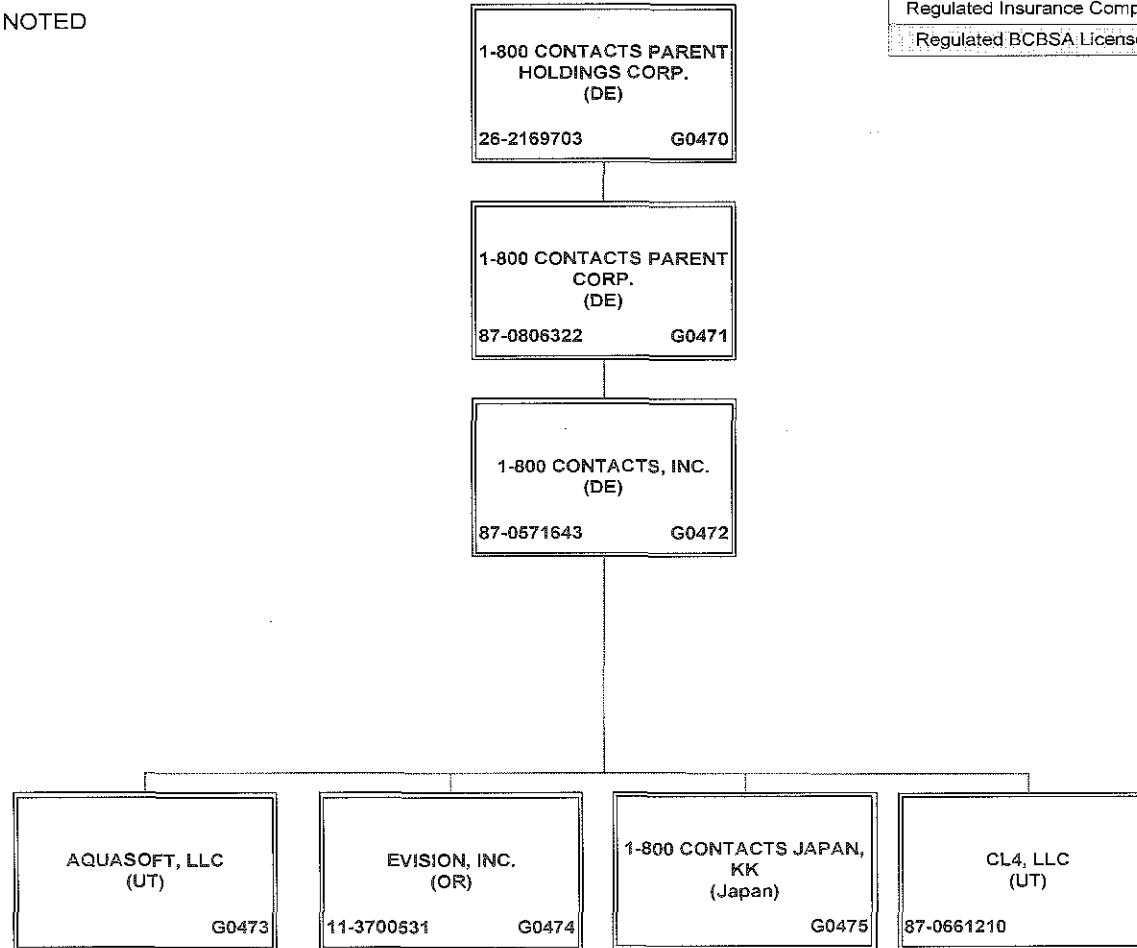 NOTED
Regulated Insurance Comp
Regulated BCBSA License
1-800 CONTACTS PARENT
HOLDINGS CORP.
(DE)
26-2169703 G0470
1-800 CONTACTS PARENT
CORP.
(DE)
87-0806322 G0471
1-800 CONTACTS, INC.
(DE)
87-0571643 G0472
AQUASOFT, LLC
(UT)
G0473
EVISION, INC.
(OR)
11-3700531 G0474
1-800 CONTACTS JAPAN,
KK
(Japan)
G0475
CL4, LLC
(UT)
87-0661210